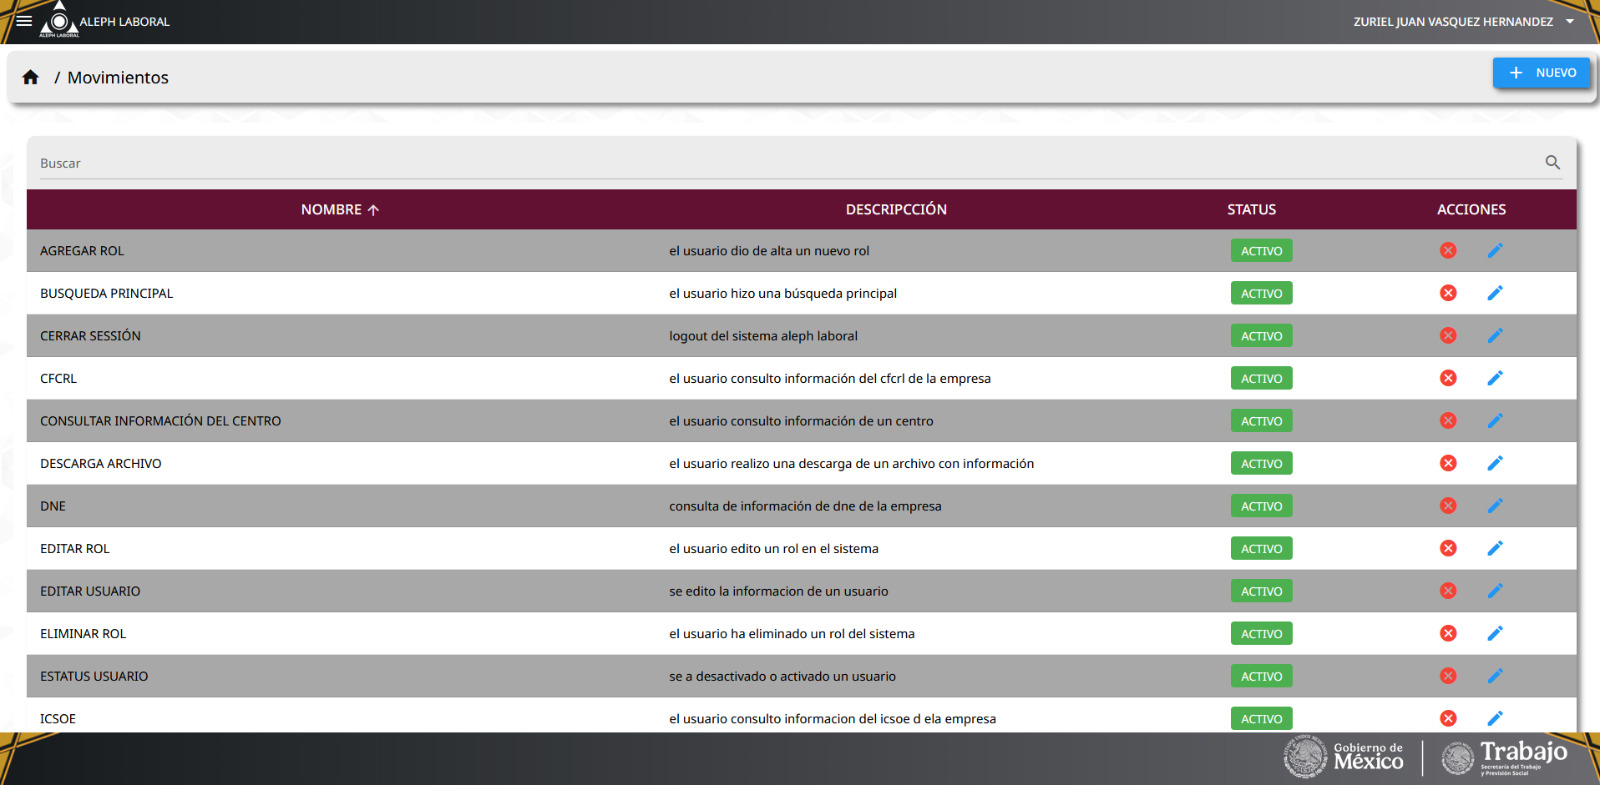 ALEPH LABORAL
ALEPH LABORAL
ZURIEL JUAN VASQUEZ HERNANDEZ
/ Movimientos
+ NUEVO
Buscar
NOMBRE ↑ DESCRIPCCIÓN STATUS ACCIONES
AGREGAR ROL el usuario dio de alta un nuevo rol ACTIVO
BUSQUEDA PRINCIPAL el usuario hizo una búsqueda principal ACTIVO
CERRAR SESSIÓN logout del sistema aleph laboral ACTIVO
CFCRL el usuario consulto información del cfcrl de la empresa ACTIVO
CONSULTAR INFORMACIÓN DEL CENTRO el usuario consulto información de un centro ACTIVO
DESCARGA ARCHIVO el usuario realizo una descarga de un archivo con información ACTIVO
DNE consulta de información de dne de la empresa ACTIVO
EDITAR ROL el usuario edito un rol en el sistema ACTIVO
EDITAR USUARIO se edito la informacion de un usuario ACTIVO
ELIMINAR ROL el usuario ha eliminado un rol del sistema ACTIVO
ESTATUS USUARIO se a desactivado o activado un usuario ACTIVO
ICSOE el usuario consulto informacion del icsoe d ela empresa ACTIVO
Gobierno de
México
Trabajo
Secretaría del Trabajo
y Previsión Social